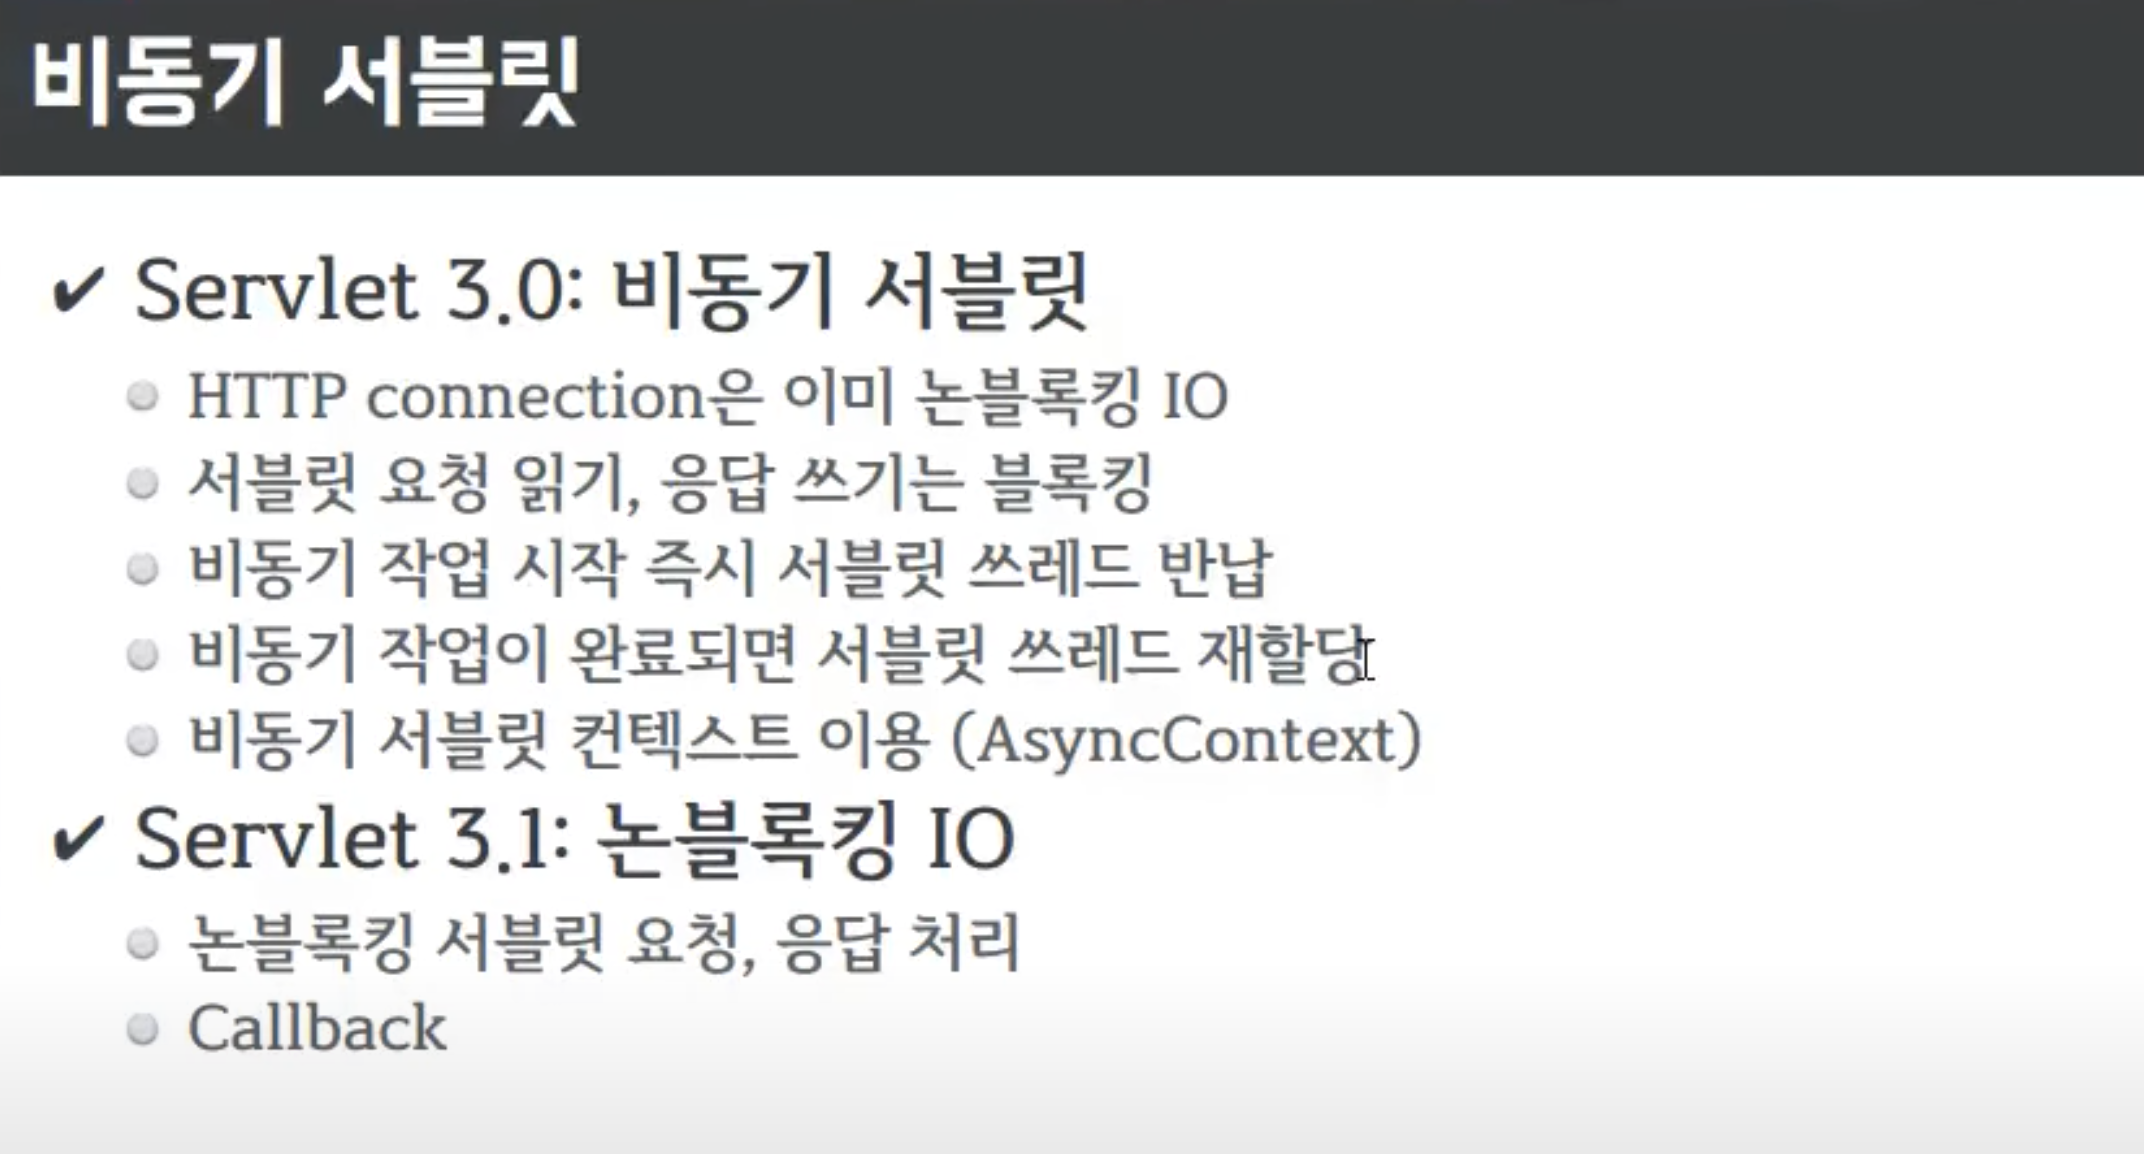 비동기 서블릿
✔ Servlet 3.0: 비동기 서블릿
HTTP connection은 이미 논블록킹 IO
서블릿 요청 읽기, 응답 쓰기는 블록킹
비동기 작업 시작 즉시 서블릿 쓰레드 반납
비동기 작업이 완료되면 서블릿 쓰레드 재할당
비동기 서블릿 컨텍스트 이용 (AsyncContext)
✔ Servlet 3.1: 논블록킹 IO
논블록킹 서블릿 요청, 응답 처리
Callback